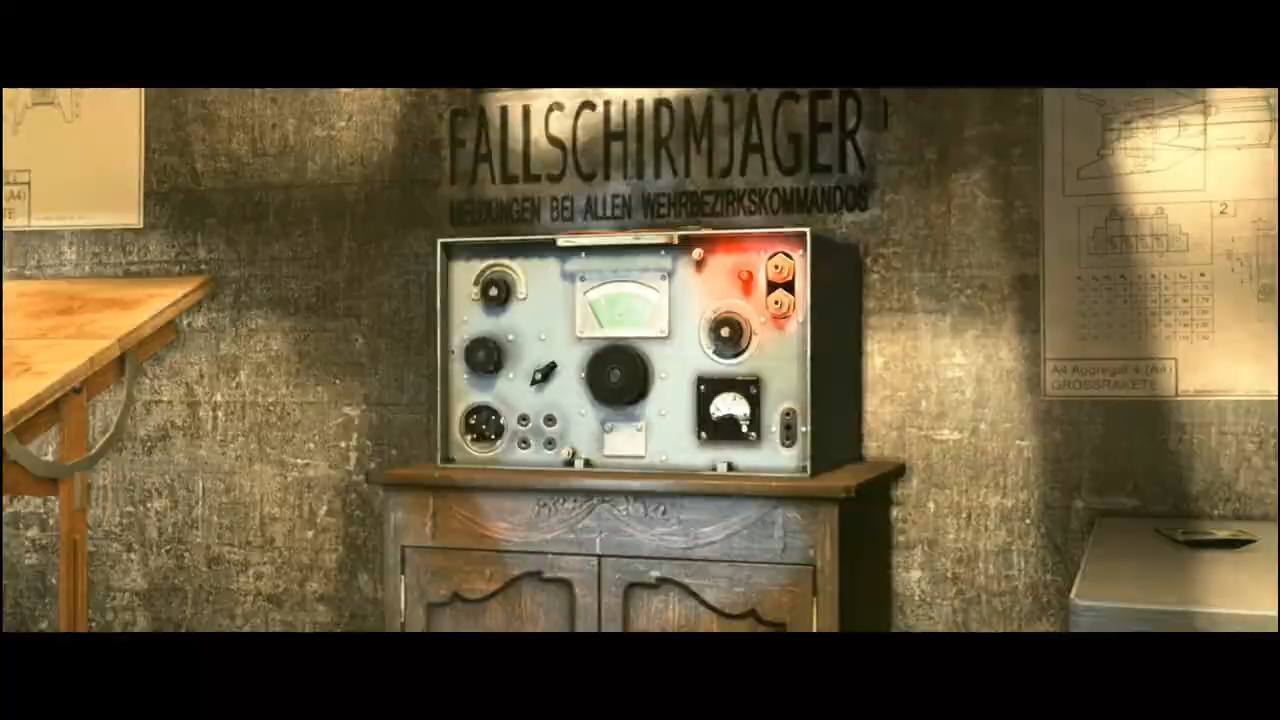 FALLSCHIRMJÄGER
MELDUNGEN BEI ALLEN WEHRBEZIRKSKOMMANDOS
(A4)
2
A4 Aggregat 4 (A4)
GROSSRAKETE